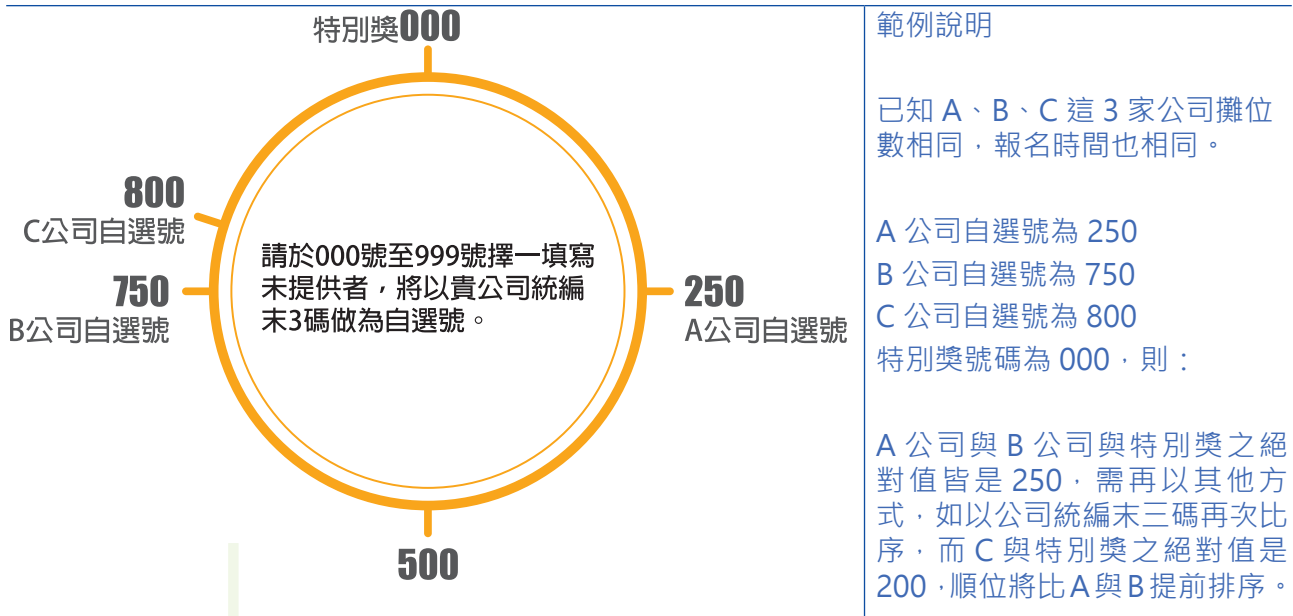 特別獎000
800
C公司自選號
750
B公司自選號
請於000號至999號擇一填寫
未提供者，將以貴公司統編
末3碼做為自選號。
250
A公司自選號
500
範例說明
已知 A、B、C 這 3 家公司攤位
數相同，報名時間也相同。
A 公司自選號為 250
B 公司自選號為 750
C 公司自選號為 800
特別獎號碼為 000，則：
A 公司與 B 公司與特別獎之絕
對值皆是 250，需再以其他方
式，如以公司統編末三碼再次比
序，而 C 與特別獎之絕對值是
200，順位將比 A 與 B 提前排序。